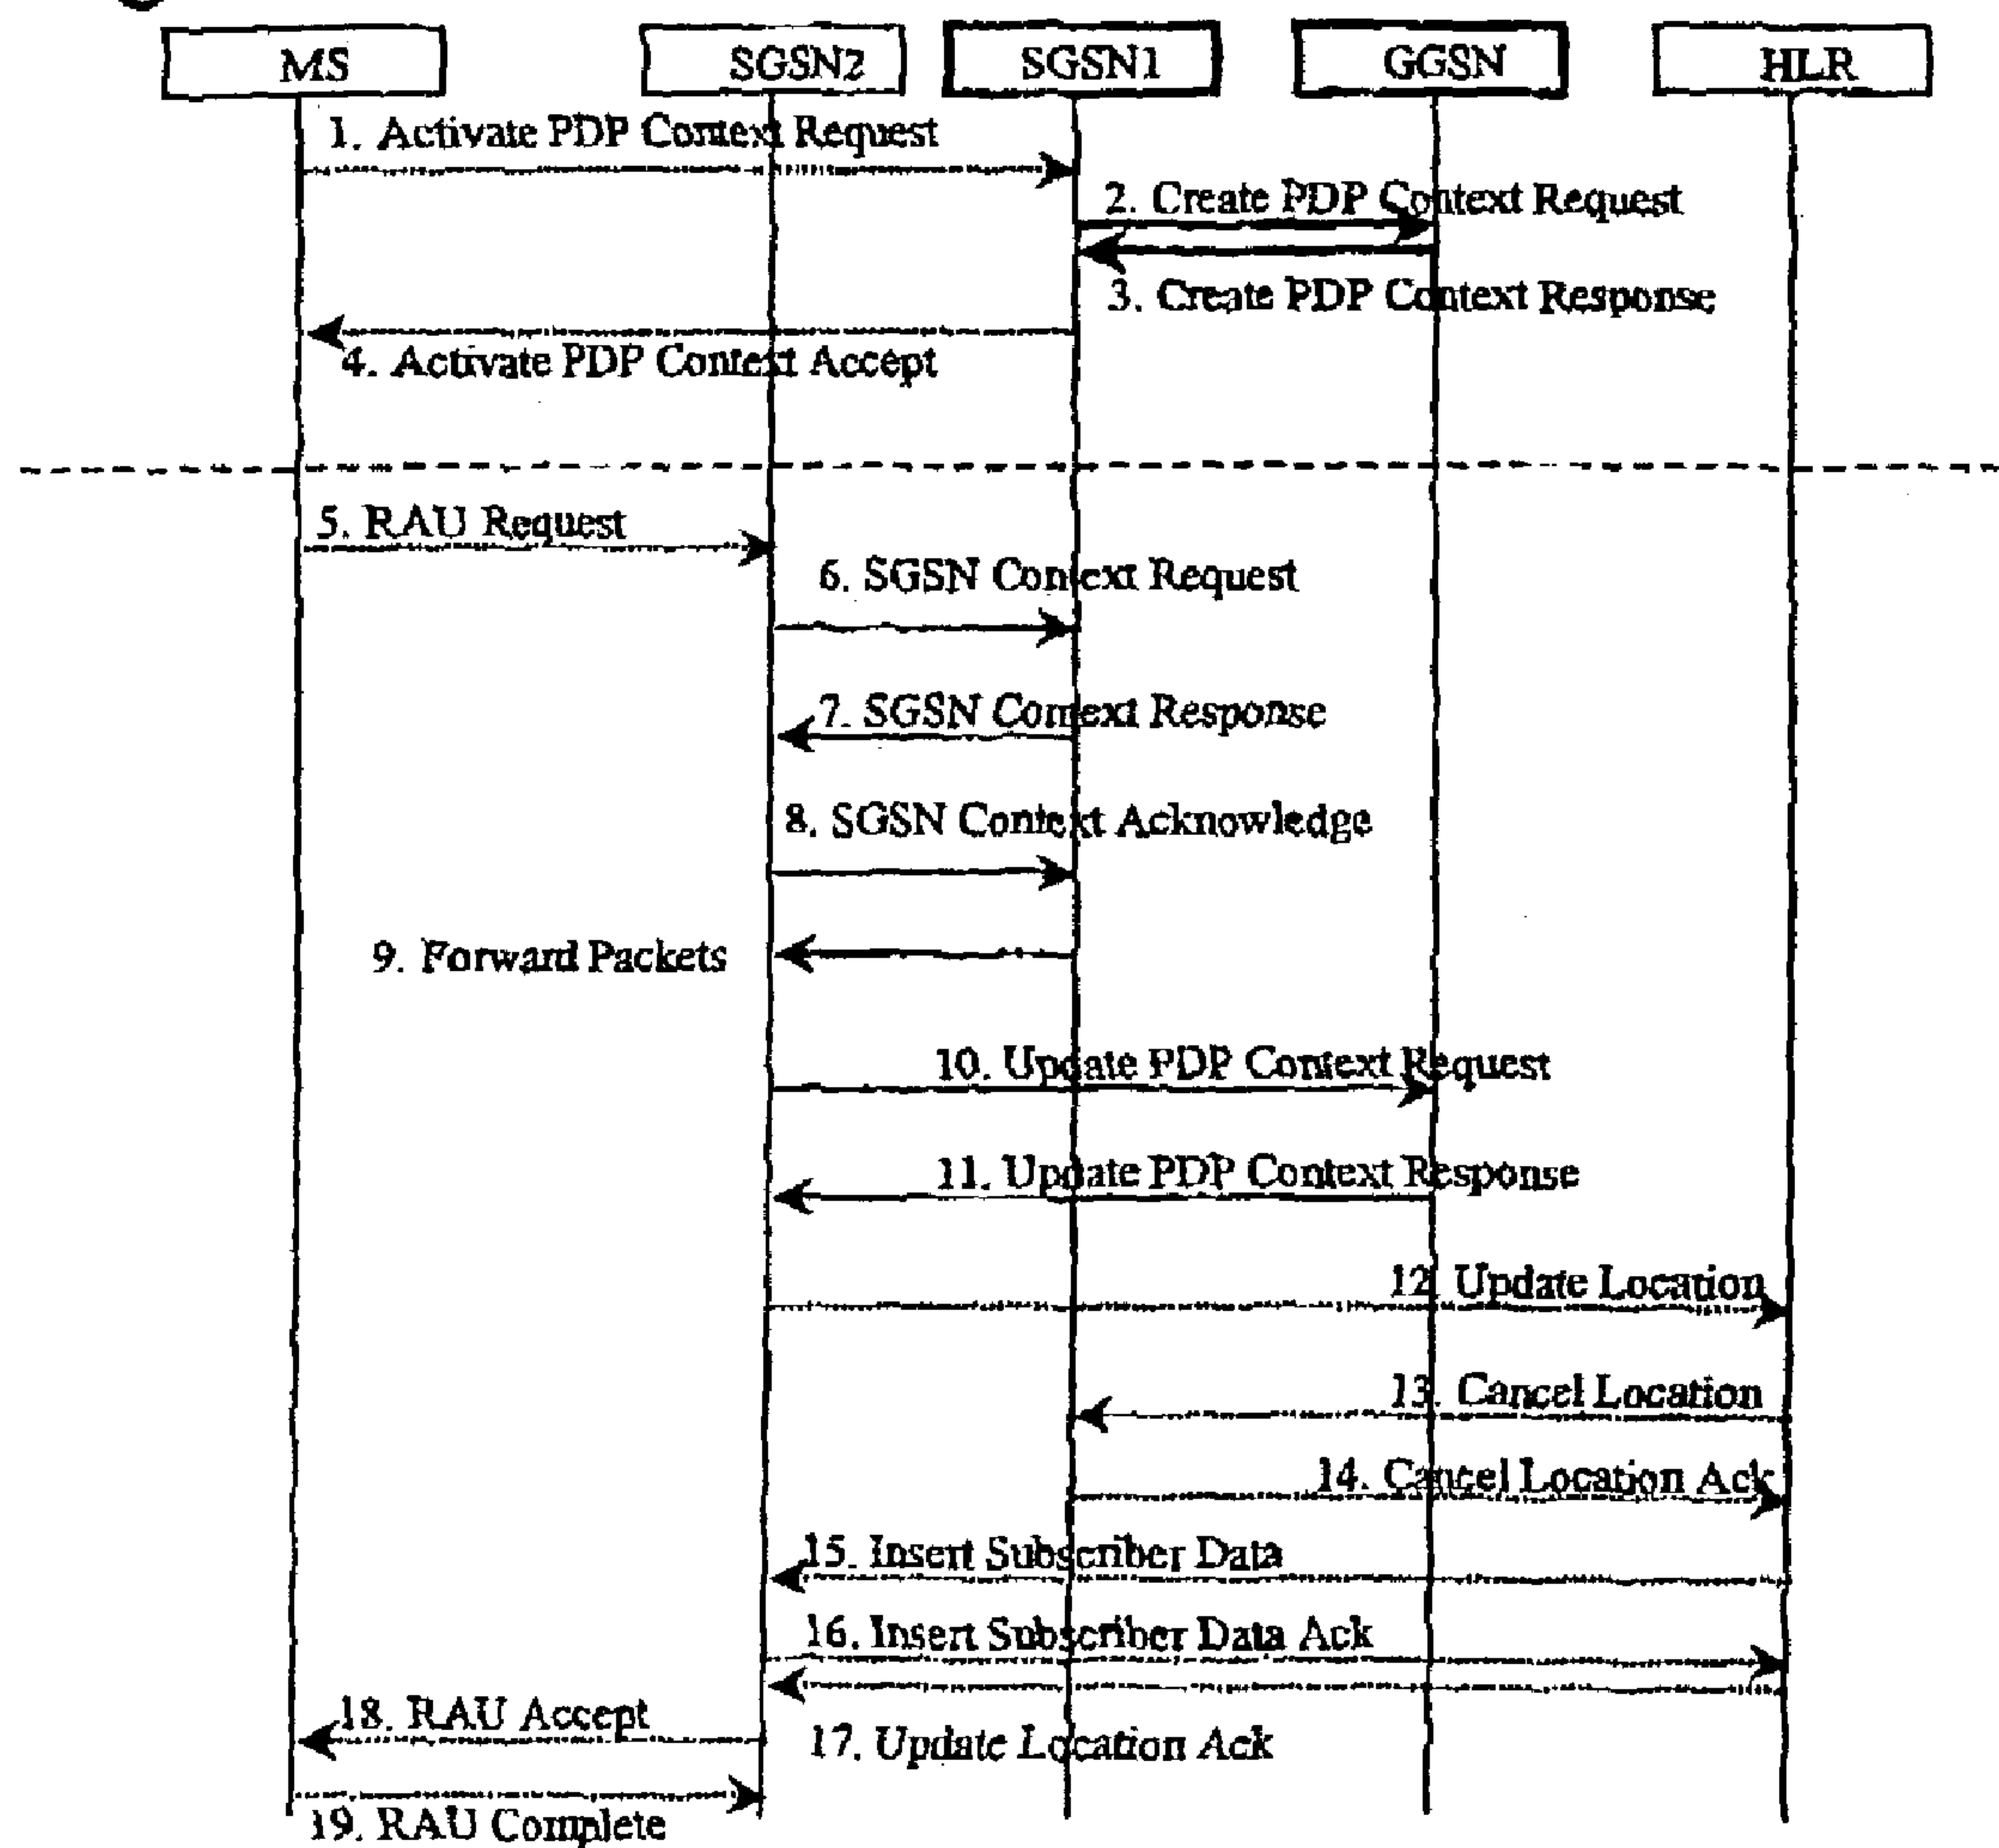 MS SGSN2 SGSN1 GGSN HLR
1. Activate PDP Context Request
2. Create PDP Context Request
3. Create PDP Context Response
4. Activate PDP Context Accept
5. RAU Request
6. SGSN Context Request
7. SGSN Context Response
8. SGSN Context Acknowledge
9. Forward Packets
10. Update PDP Context Request
11. Update PDP Context Response
12. Update Location
13. Cancel Location
14. Cancel Location Ack
15. Insert Subscriber Data
16. Insert Subscriber Data Ack
18. RAU Accept
17. Update Location Ack
19. RAU Complete